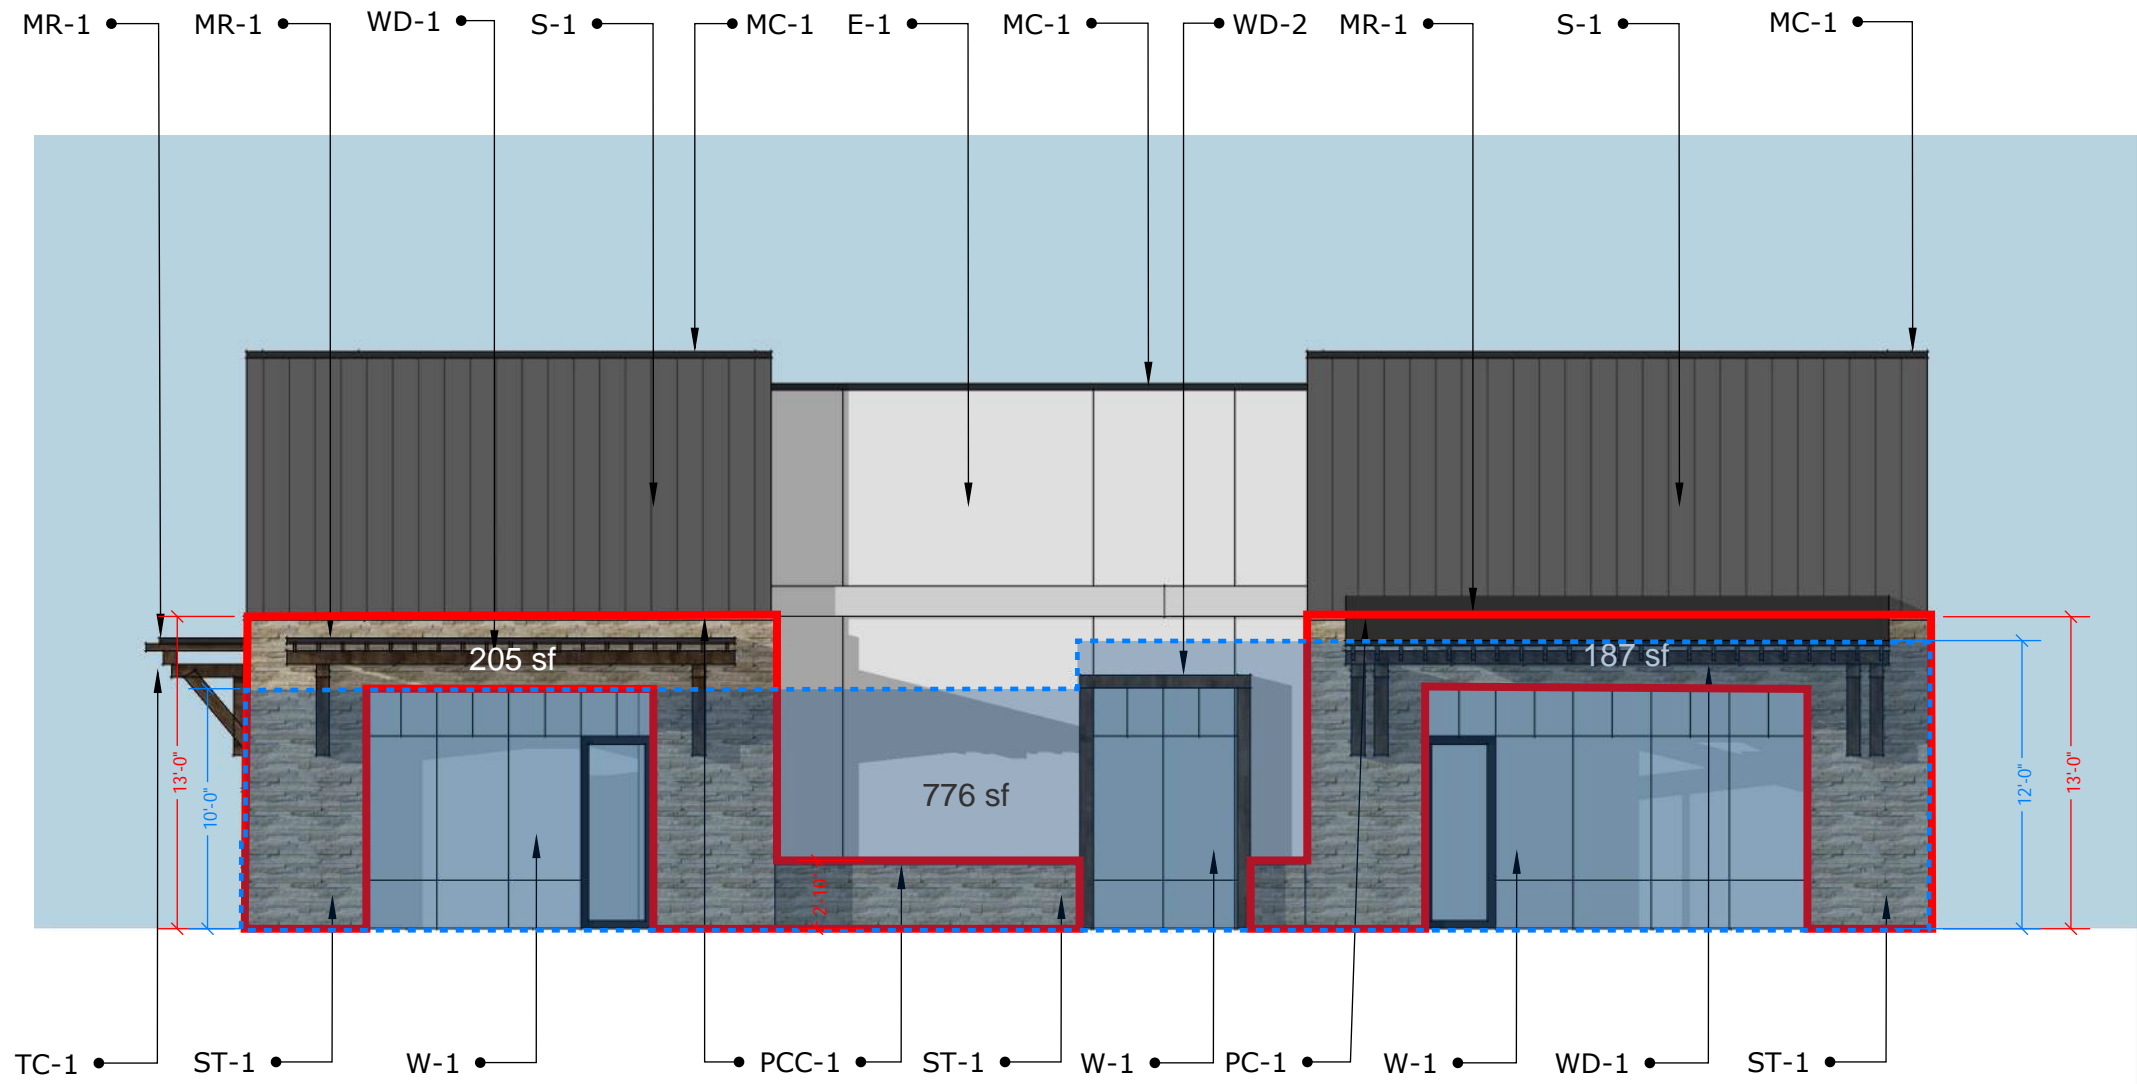 MR-1 MR-1 WD-1 S-1 MC-1 E-1 MC-1 WD-2 MR-1 S-1 MC-1
205 sf
187 sf
776 sf
13'-0"
10'-0"
2' 10"
12'-0"
13'-0"
TC-1 ST-1 W-1 PCC-1 ST-1 W-1 PC-1 W-1 WD-1 ST-1